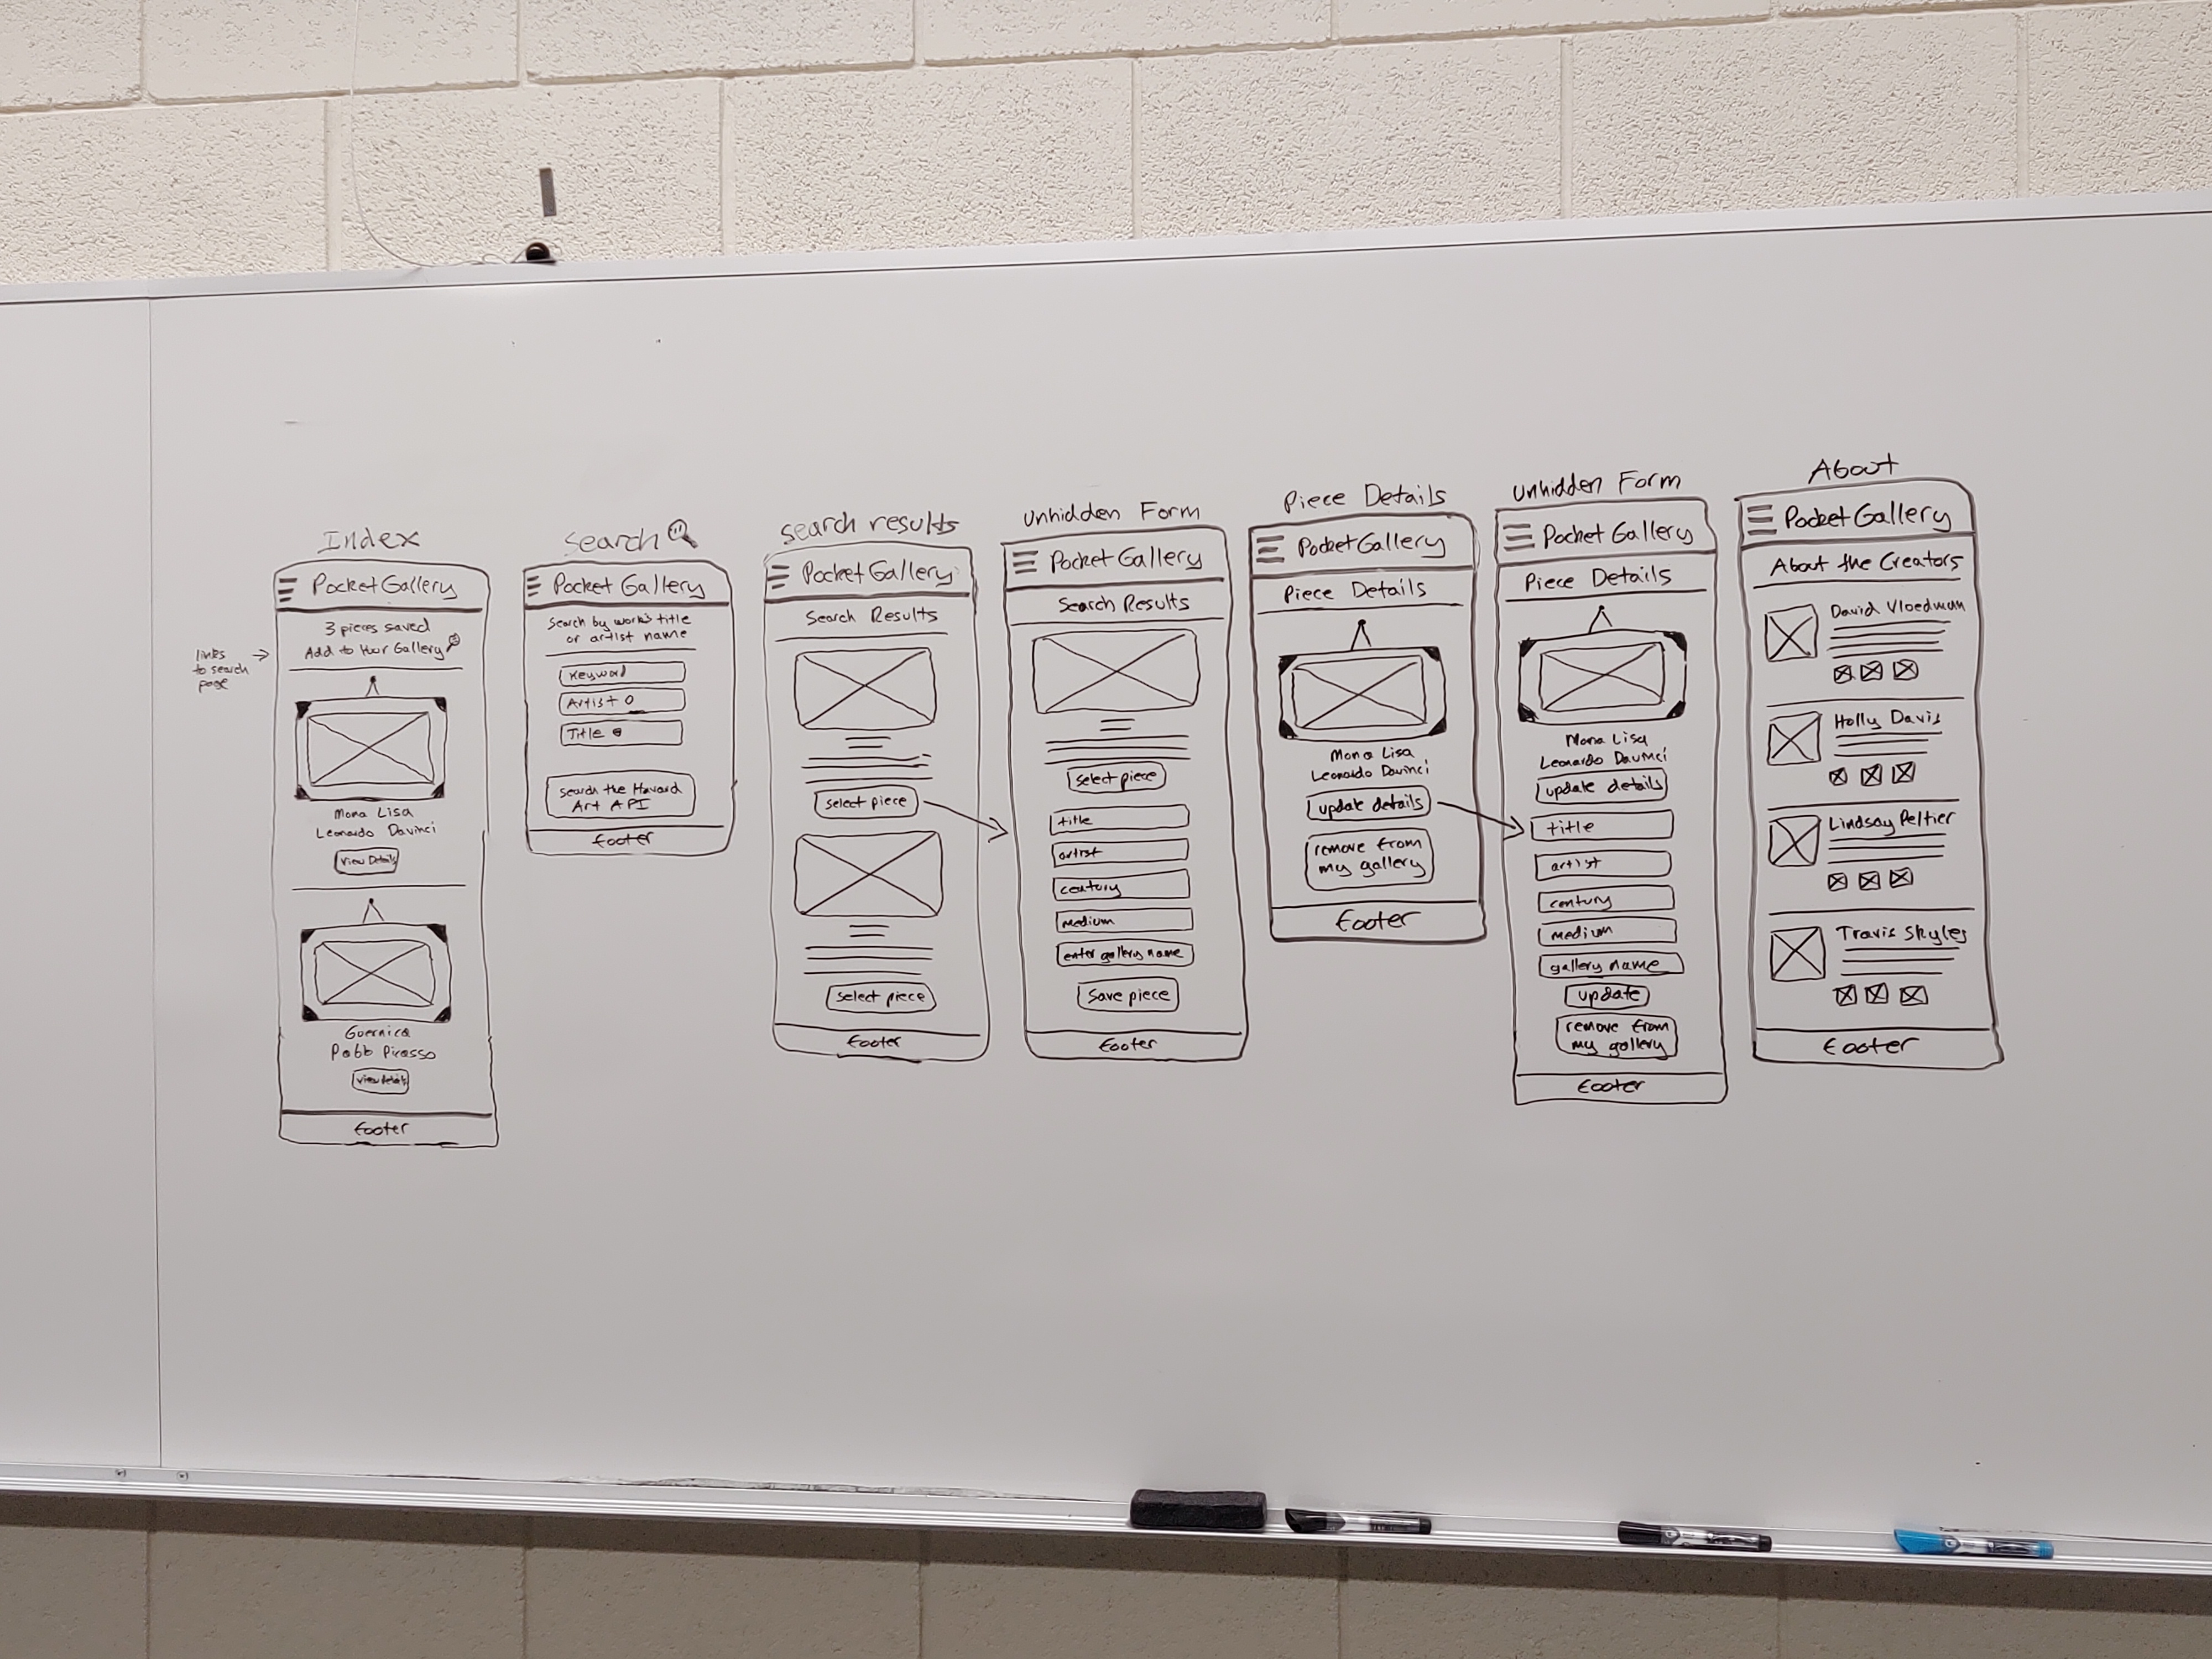 Index
PocketGallery
3 pieces saved
Add to Your Gallery
links
to search
page
Mona Lisa
Leonardo Davinci
View Details
Guernica
Pablo Picasso
View Details
Footer
Search
Pocket Gallery
Search by works title
or artist name
Keyword
Artist
Title
Search the Harvard
Art API
Footer
search results
Pocket Gallery
Search Results
select piece
select piece
Footer
unhidden Form
Pocket Gallery
Search Results
select piece
title
artist
century
medium
enter gallery name
Save piece
Footer
Piece Details
PocketGallery
Piece Details
Mona Lisa
Leonardo Davinci
update details
remove from
my gallery
Footer
unhidden Form
Pocket Gallery
Piece Details
Mona Lisa
Leonardo Davinci
update details
title
artist
century
medium
gallery name
update
remove from
my gallery
Footer
About
Pocket Gallery
About the Creators
David Vloedman
Holly Davis
Lindsay Peltier
Travis Skyles
Footer